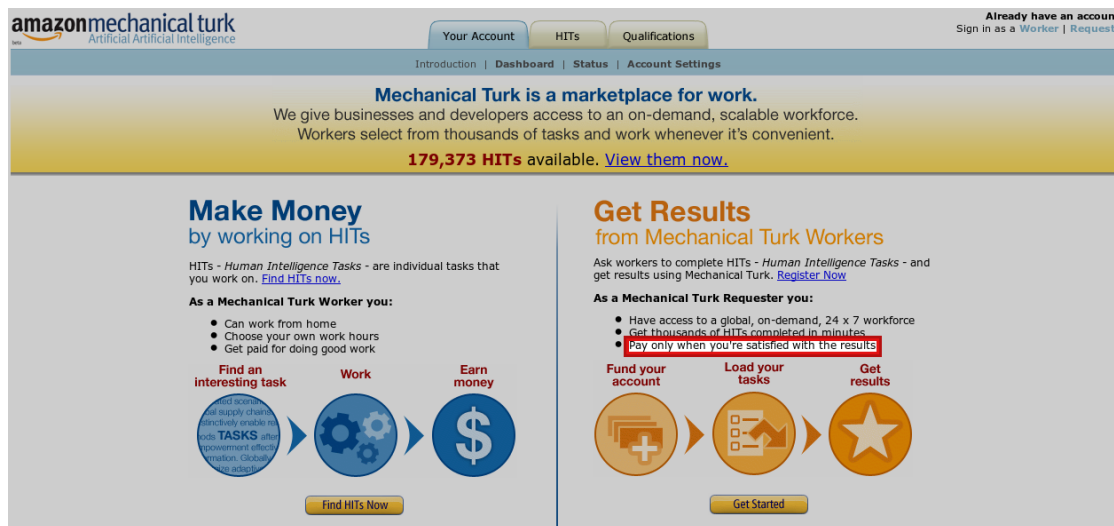 amazonmechanical turk
beta
Artificial Artificial Intelligence
Your Account
HITs
Qualifications
Already have an accoun
Sign in as a Worker | Request
Introduction | Dashboard | Status | Account Settings
Mechanical Turk is a marketplace for work.
We give businesses and developers access to an on-demand, scalable workforce.
Workers select from thousands of tasks and work whenever it's convenient.
179,373 HITs available. View them now.
Make Money
by working on HITs
HITs - Human Intelligence Tasks - are individual tasks that
you work on. Find HITs now.
As a Mechanical Turk Worker you:
• Can work from home
• Choose your own work hours
• Get paid for doing good work
Find an
interesting task
Work
Earn
money
TASKS after
$
Find HITs Now
Get Results
from Mechanical Turk Workers
Ask workers to complete HITs - Human Intelligence Tasks - and
get results using Mechanical Turk. Register Now
As a Mechanical Turk Requester you:
• Have access to a global, on-demand, 24 x 7 workforce
• Get thousands of HITs completed in minutes
• Pay only when you're satisfied with the results
Fund your
account
Load your
tasks
Get
results
Get Started